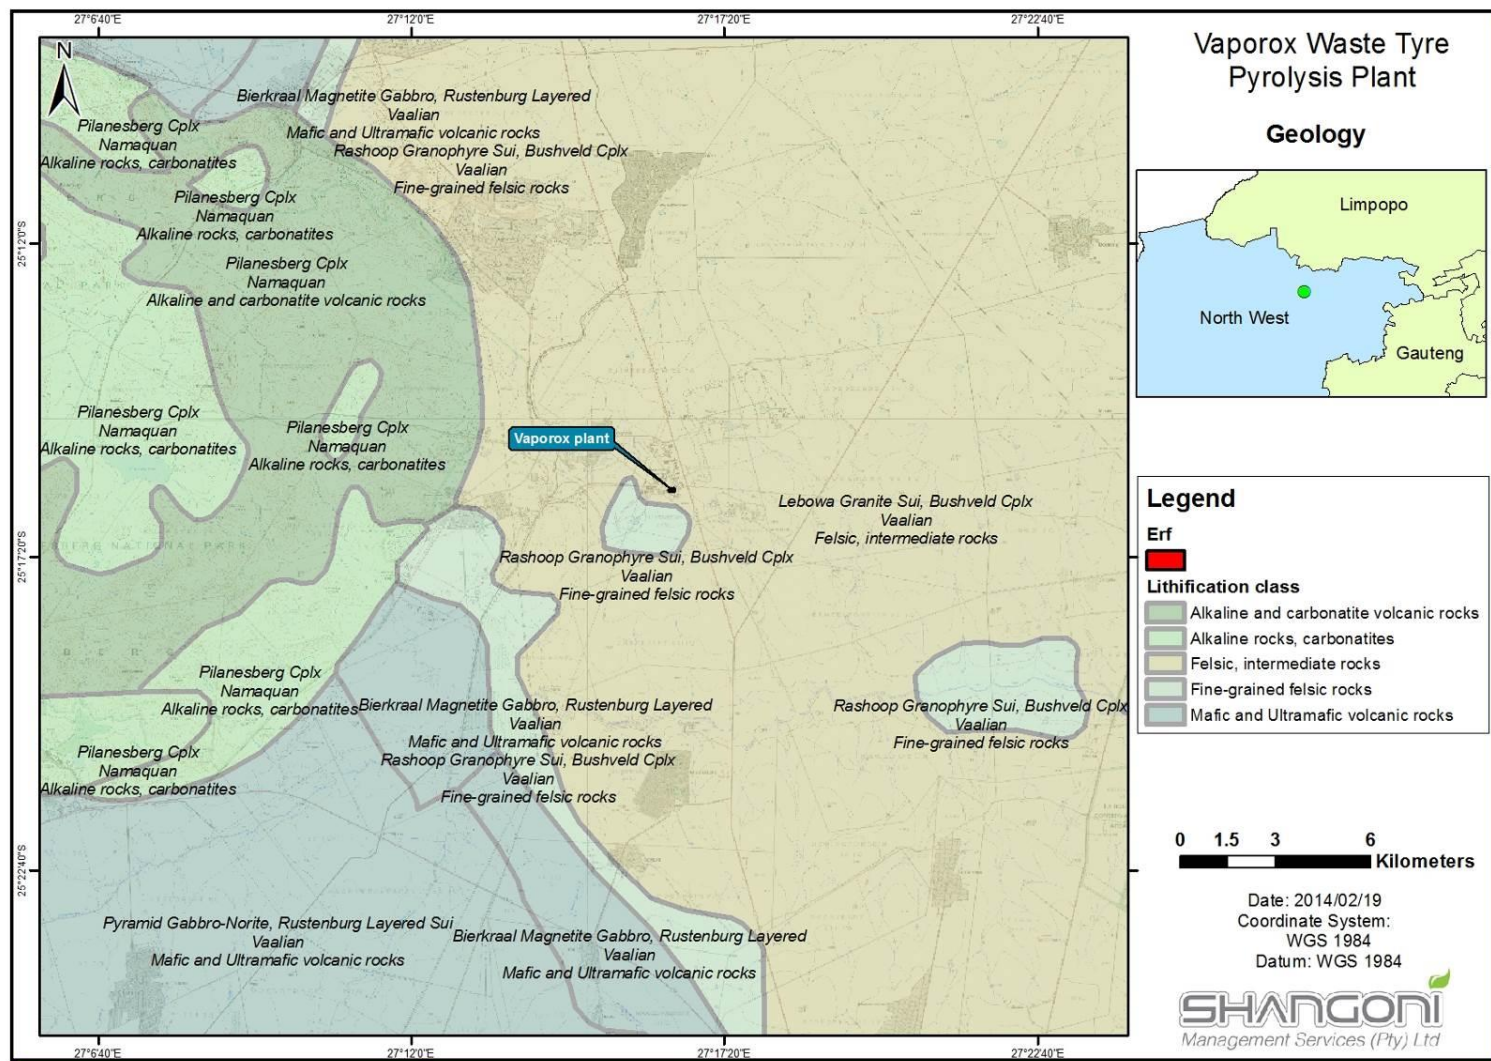 27°6'40"E
27°12'0"E
27°17'20"E
27°22'40"E
N
25°12'0"S
25°17'20"S
25°22'40"S
25°12'0"S
Bierkraal Magnetite Gabbro, Rustenburg Layered
Vaalian
Mafic and Ultramafic volcanic rocks
Rashoop Granophyre Sui, Bushveld Cplx
Vaalian
Fine-grained felsic rocks
Pilanesberg Cplx
Namaquan
Alkaline rocks, carbonatites
Pilanesberg Cplx
Namaquan
Alkaline rocks, carbonatites
Pilanesberg Cplx
Namaquan
Alkaline and carbonatite volcanic rocks
Pilanesberg Cplx
Namaquan
Alkaline rocks, carbonatites
Pilanesberg Cplx
Namaquan
Alkaline rocks, carbonatites
Vaporox plant
Lebowa Granite Sui, Bushveld Cplx
Vaalian
Felsic, intermediate rocks
Rashoop Granophyre Sui, Bushveld Cplx
Vaalian
Fine-grained felsic rocks
Pilanesberg Cplx
Namaquan
Alkaline rocks, carbonatites
Bierkraal Magnetite Gabbro, Rustenburg Layered
Vaalian
Mafic and Ultramafic volcanic rocks
Rashoop Granophyre Sui, Bushveld Cplx
Vaalian
Fine-grained felsic rocks
Rashoop Granophyre Sui, Bushveld Cplx
Vaalian
Fine-grained felsic rocks
Pilanesberg Cplx
Namaquan
Alkaline rocks, carbonatites
Pyramid Gabbro-Norite, Rustenburg Layered Sui
Vaalian
Mafic and Ultramafic volcanic rocks
Bierkraal Magnetite Gabbro, Rustenburg Layered
Vaalian
Mafic and Ultramafic volcanic rocks
25°17'20"S
25°22'40"S
27°6'40"E
27°12'0"E
27°17'20"E
27°22'40"E
Vaporox Waste Tyre
Pyrolysis Plant
Geology
Limpopo
North West
Gauteng
Legend
Erf
Lithification class
Alkaline and carbonatite volcanic rocks
Alkaline rocks, carbonatites
Felsic, intermediate rocks
Fine-grained felsic rocks
Mafic and Ultramafic volcanic rocks
0 1.5 3 6
Kilometers
Date: 2014/02/19
Coordinate System:
WGS 1984
Datum: WGS 1984
SHANGONI
Management Services (Pty) Ltd